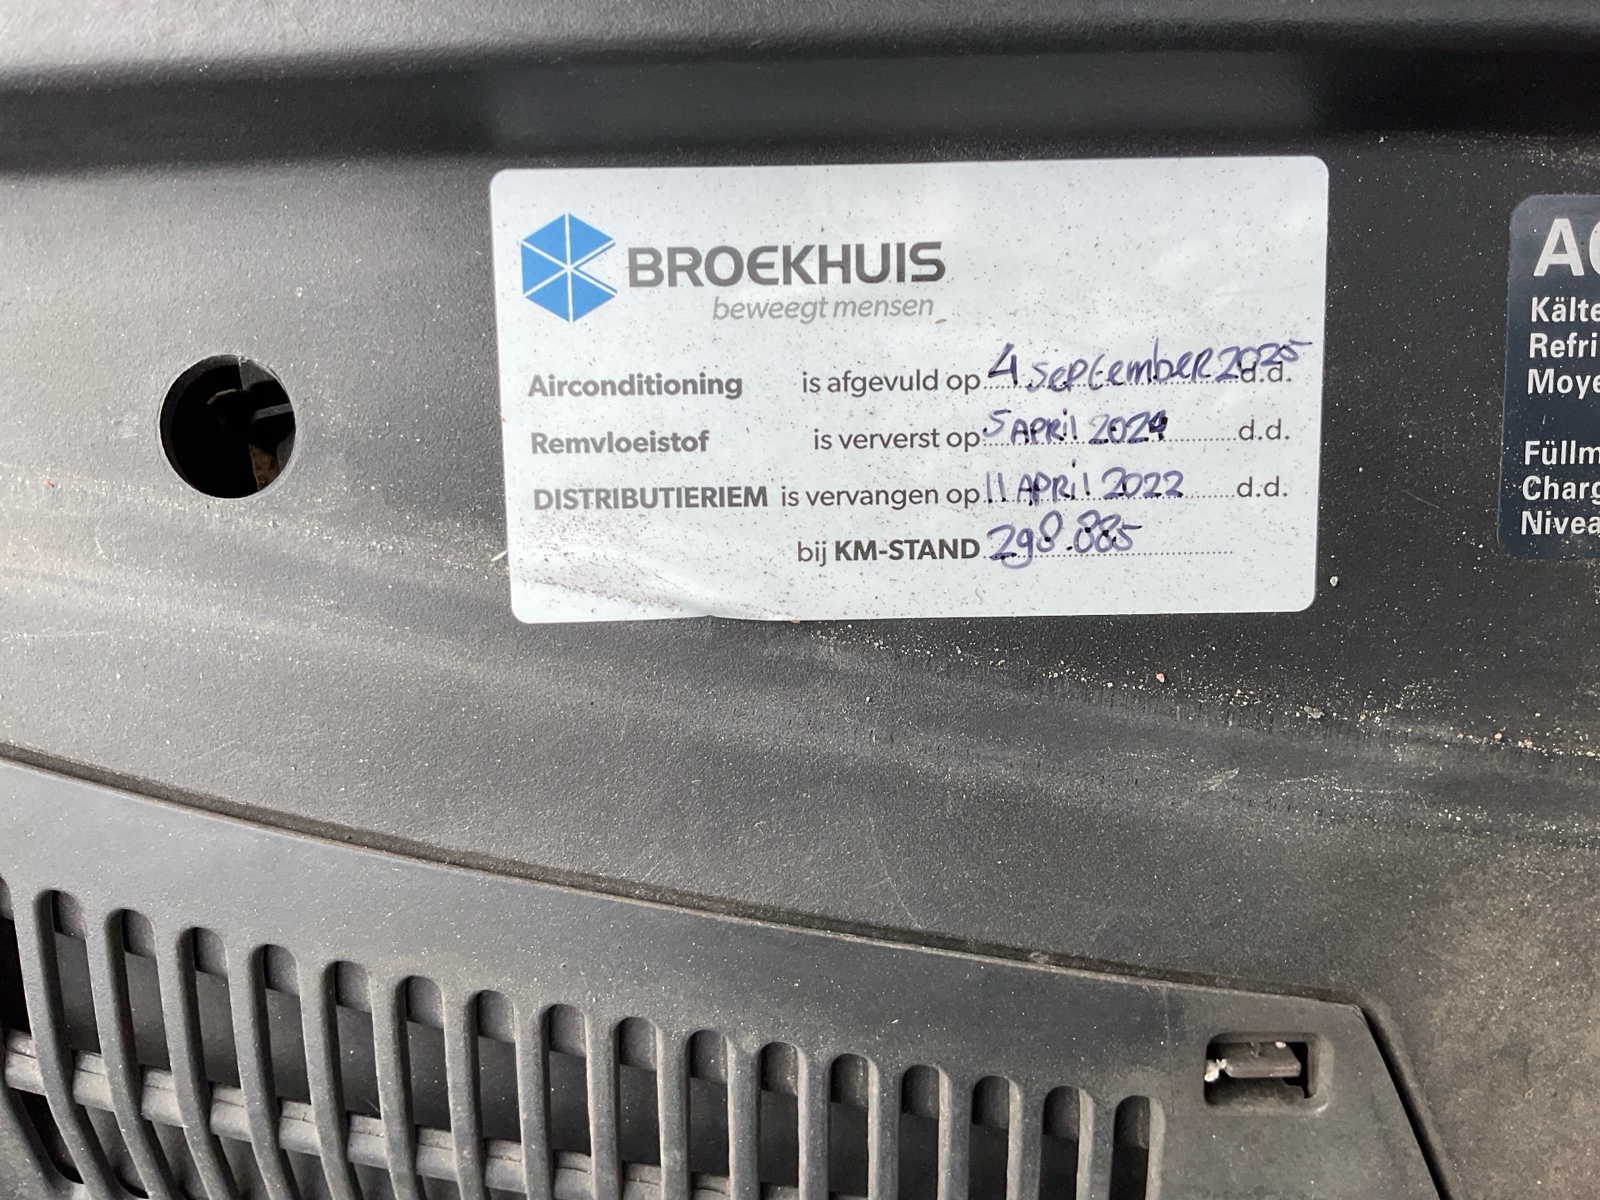 BROEKHUIS
beweegt mensen
Airconditioning is afgevuld op 4 September 2025 d.d.
Remvloeistof is ververst op 5 APRil 2024 d.d.
DISTRIBUTIERIEM is vervangen op 11 APRil 2022 d.d.
bij KM-STAND 298.885
Kälte
Refri
Moye
Füllm
Charg
Nivea